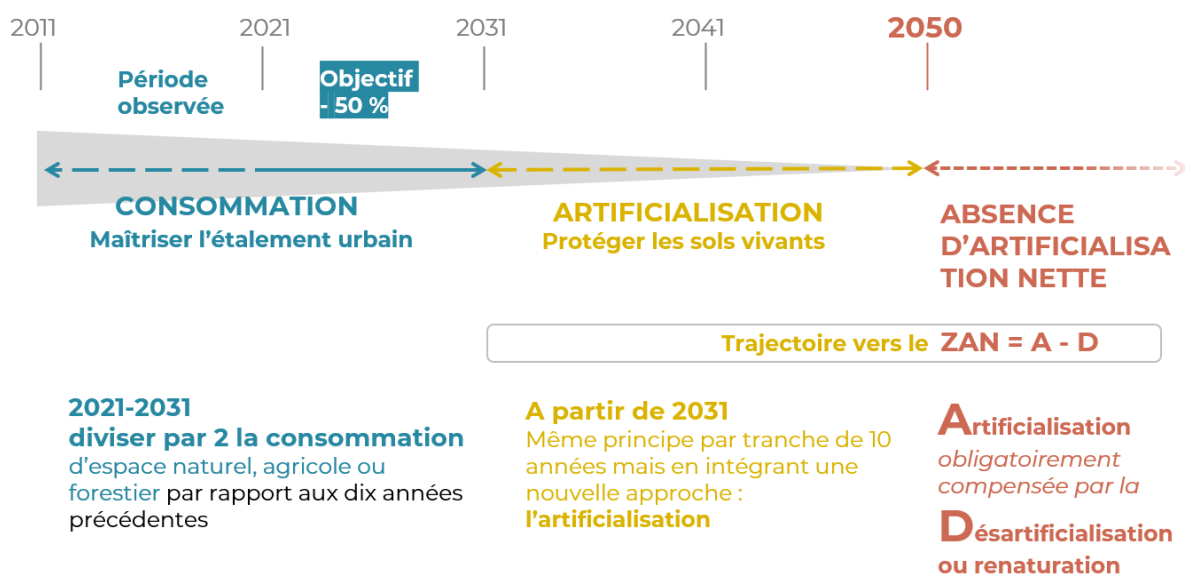 2011
2021
2031
2041
2050
Période
observée
Objectif
- 50 %
CONSOMMATION
Maîtriser l’étalement urbain
ARTIFICIALISATION
Protéger les sols vivants
ABSENCE
D’ARTIFICIALISA
TION NETTE
Trajectoire vers le ZAN = A - D
2021-2031
diviser par 2 la consommation
d’espace naturel, agricole ou
forestier par rapport aux dix années
précédentes
A partir de 2031
Même principe par tranche de 10
années mais en intégrant une
nouvelle approche :
l’artificialisation
Artificialisation
obligatoirement
compensée par la
Désartificialisation
ou renaturation